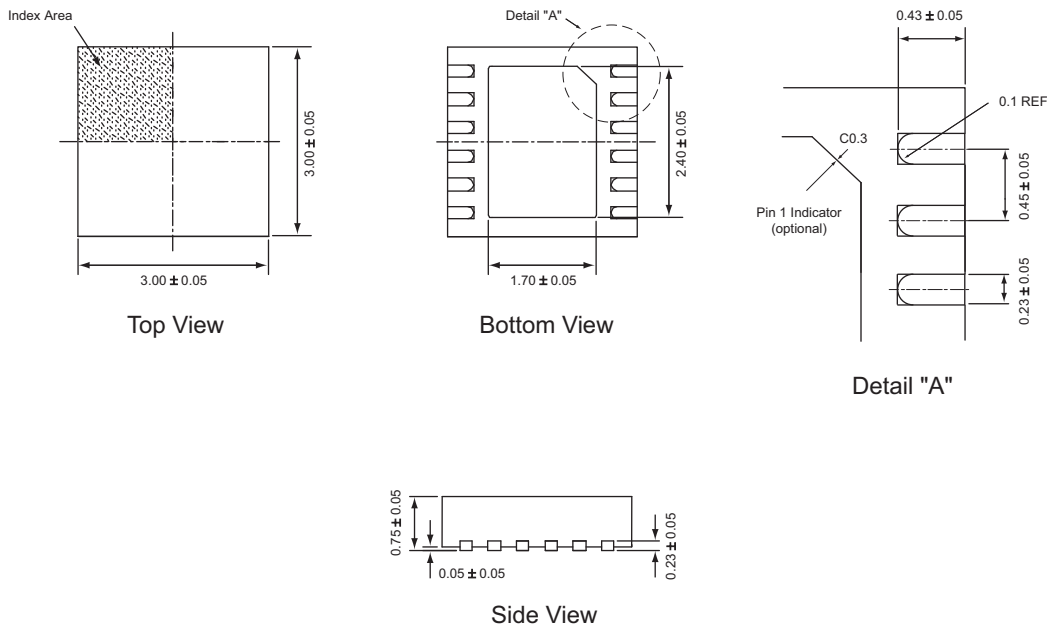 Index Area
3.00 ± 0.05
3.00 ± 0.05
Top View
Detail "A"
2.40 ± 0.05
1.70 ± 0.05
Bottom View
0.43 ± 0.05
0.1 REF
C0.3
0.45 ± 0.05
Pin 1 Indicator
(optional)
0.23 ± 0.05
Detail "A"
0.75 ± 0.05
0.05 ± 0.05
0.23 ± 0.05
Side View